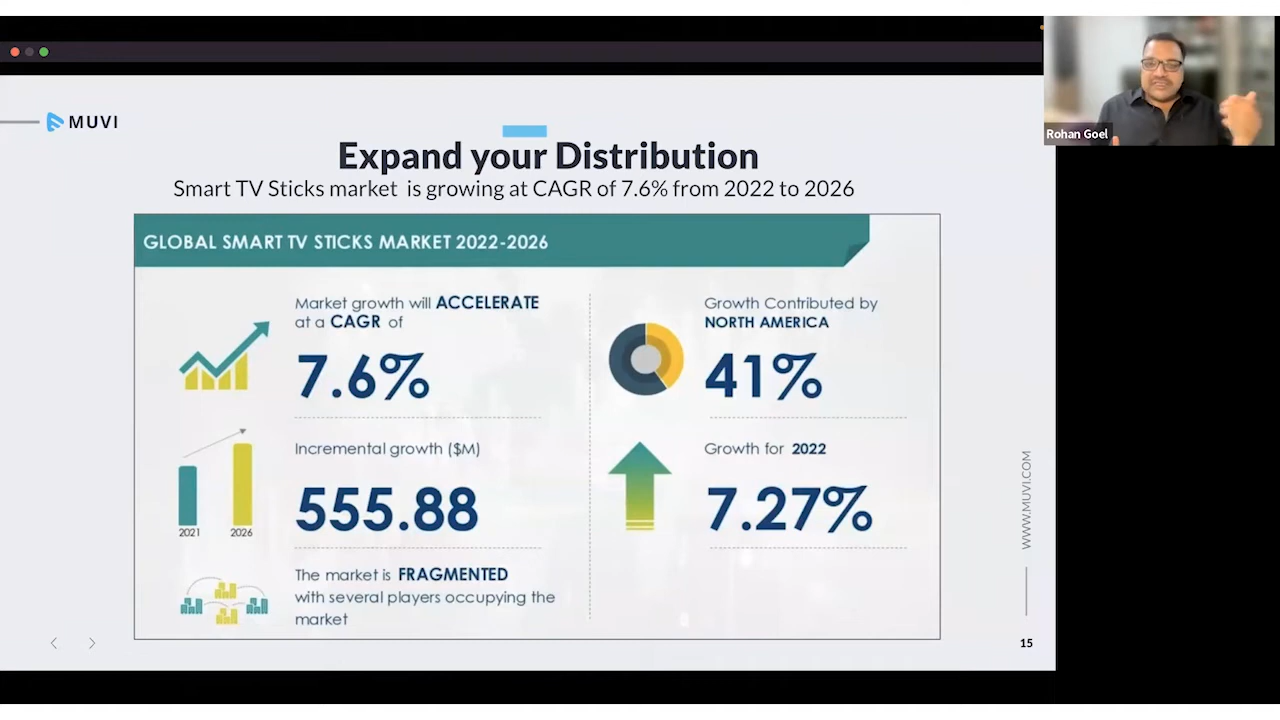 MUVI
Expand your Distribution
Smart TV Sticks market is growing at CAGR of 7.6% from 2022 to 2026
GLOBAL SMART TV STICKS MARKET 2022-2026
Market growth will ACCELERATE
at a CAGR of
7.6%
Incremental growth ($M)
555.88
2021
2026
The market is FRAGMENTED
with several players occupying the
market
Growth Contributed by
NORTH AMERICA
41%
Growth for 2022
7.27%
WWW.MUVI.COM
15
Rohan Goel